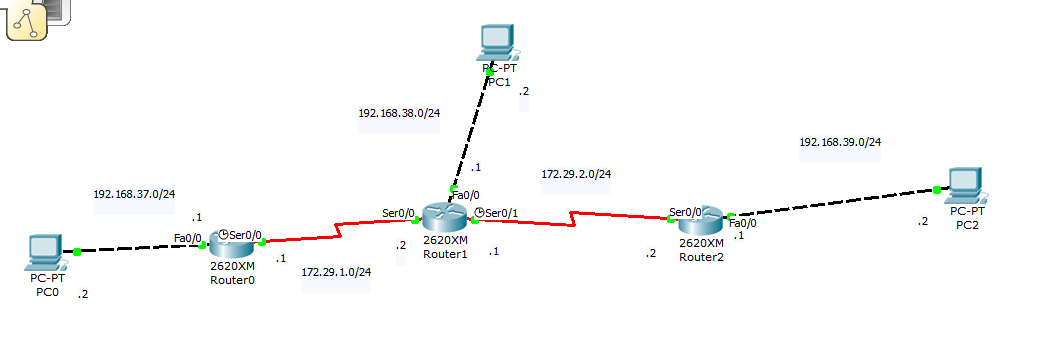 PC-PT
PC1
.2
192.168.38.0/24
192.168.39.0/24
.1
172.29.2.0/24
192.168.37.0/24
Fa0/0
PC-PT
PC2
.2
.1
Ser0/0
Ser0/1
Ser0/0
Fa0/0
.1
Fa0/0
Ser0/0
2620XM
Router1
.2
.1
2620XM
Router2
.2
PC-PT
PC0
.2
2620XM
Router0
.1
172.29.1.0/24